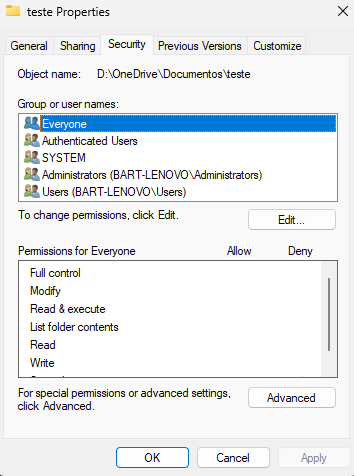 teste Properties
General Sharing Security Previous Versions Customize
Object name: D:\OneDrive\Documentos\teste
Group or user names:
Everyone
Authenticated Users
SYSTEM
Administrators (BART-LENOVO\Administrators)
Users (BART-LENOVO\Users)
To change permissions, click Edit.
Edit...
Permissions for Everyone Allow Deny
Full control
Modify
Read & execute
List folder contents
Read
Write
For special permissions or advanced settings,
click Advanced.
Advanced
OK Cancel Apply